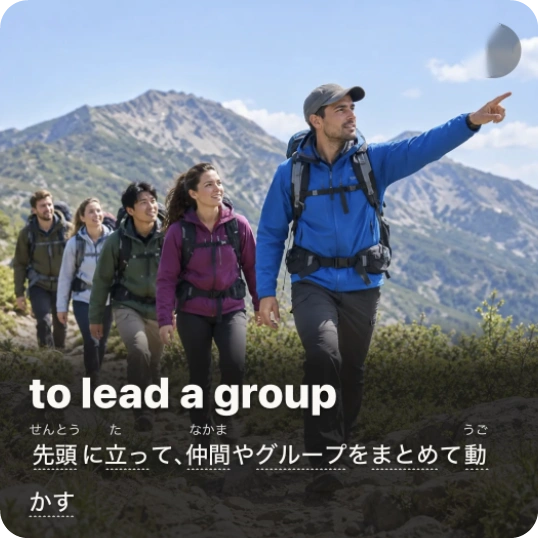 to lead a group
せんとう た なかま うご
先頭に立って、仲間やグループをまとめて動
かす